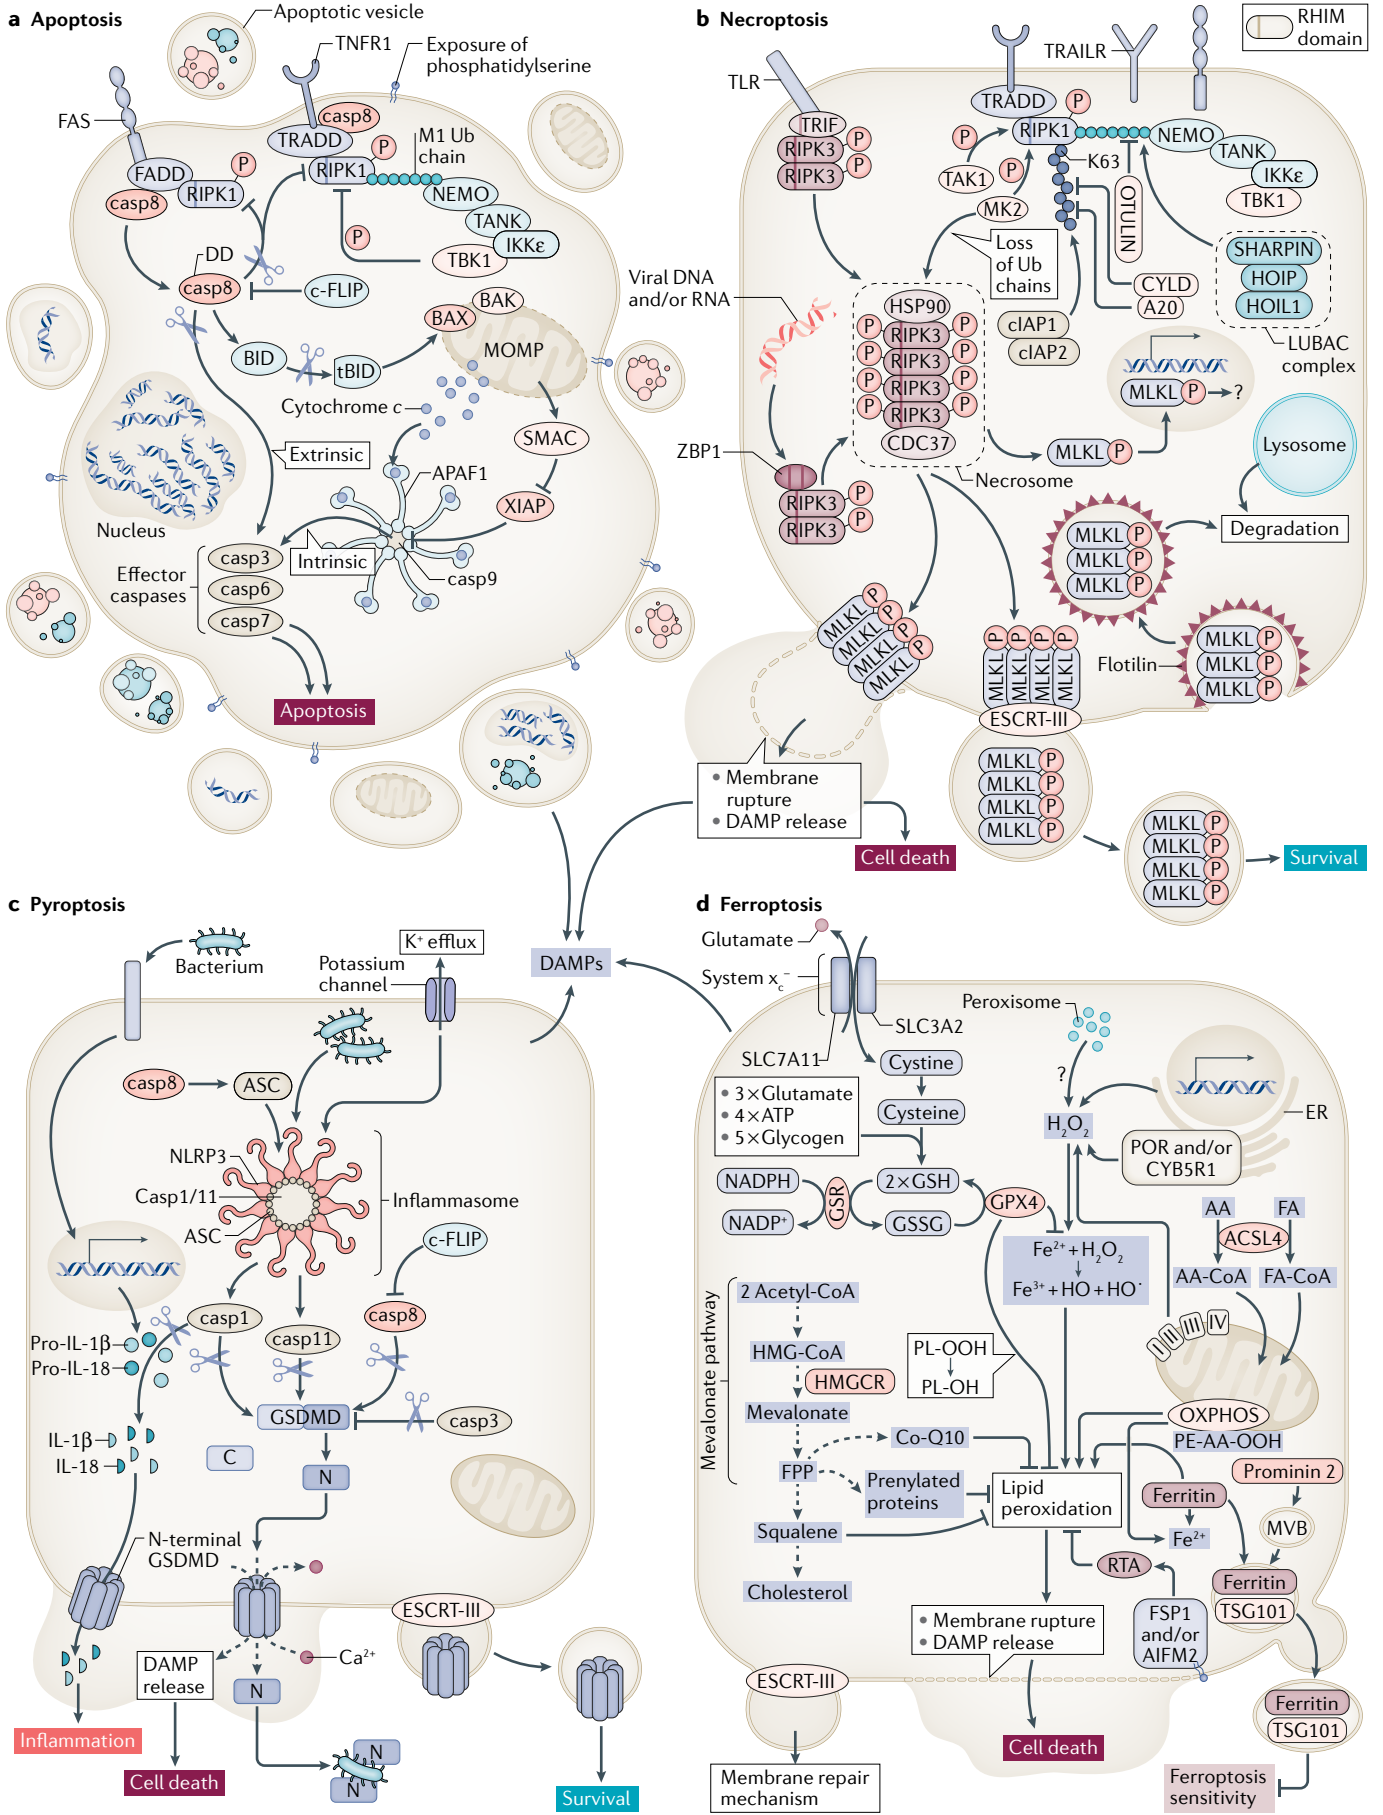 a Apoptosis
Apoptotic vesicle
TNFR1
Exposure of
phosphatidylserine
FAS
casp8
TRADD
M1 Ub
chain
FADD
P
RIPK1
P
RIPK1
casp8
NEMO
TANK
IKKε
TBK1
P
DD
casp8
c-FLIP
BAK
BAX
MOMP
BID
tBID
Cytochrome c
SMAC
Extrinsic
APAF1
XIAP
Nucleus
Intrinsic
casp9
Effector
caspases
casp3
casp6
casp7
Apoptosis
b Necroptosis
RHIM
domain
TRAILR
TLR
TRADD
P
TRIF
RIPK3
P
RIPK3
P
P
RIPK1
NEMO
TANK
IKKε
TBK1
K63
TAK1
P
MK2
OTULIN
Loss
of Ub
chains
SHARPIN
HOIP
HOIL1
LUBAC
complex
CYLD
A20
cIAP1
cIAP2
Viral DNA
and/or RNA
HSP90
P
RIPK3
P
P
RIPK3
P
P
RIPK3
P
P
RIPK3
P
CDC37
Necrosome
MLKL
P
?
MLKL
P
Lysosome
ZBP1
RIPK3
P
RIPK3
P
Degradation
MLKL
P
MLKL
P
MLKL
P
MLKL
P
MLKL
P
MLKL
P
MLKL
P
P
P
P
P
MLKL
MLKL
MLKL
MLKL
Flotilin
MLKL
P
MLKL
P
MLKL
P
ESCRT-III
MLKL
P
MLKL
P
MLKL
P
MLKL
P
Membrane
rupture
DAMP release
Cell death
MLKL
P
MLKL
P
MLKL
P
MLKL
P
Survival
DAMPs
c Pyroptosis
Bacterium
K⁺ efflux
Potassium
channel
casp8
ASC
NLRP3
Casp1/11
ASC
Inflammasome
c-FLIP
casp1
casp11
casp8
Pro-IL-1β
Pro-IL-18
GSDMD
casp3
IL-1β
IL-18
C
N
N-terminal
GSDMD
ESCRT-III
Ca²⁺
DAMP
release
N
Inflammation
Cell death
N
N
Survival
d Ferroptosis
Glutamate
System x꜀⁻
SLC3A2
SLC7A11
Peroxisome
?
Cystine
3×Glutamate
4×ATP
5×Glycogen
Cysteine
H₂O₂
ER
POR and/or
CYB5R1
NADPH
GSR
2×GSH
GPX4
NADP⁺
GSSG
AA
FA
ACSL4
AA-CoA
FA-CoA
Fe²⁺ + H₂O₂
Fe³⁺ + HO + HO˙
Mevalonate pathway
2 Acetyl-CoA
HMG-CoA
HMGCR
Mevalonate
FPP
Squalene
Cholesterol
Co-Q10
Prenylated
proteins
PL-OOH
PL-OH
I
II
III
IV
OXPHOS
PE-AA-OOH
Lipid
peroxidation
Ferritin
Fe²⁺
Prominin 2
MVB
RTA
Ferritin
TSG101
FSP1
and/or
AIFM2
Membrane rupture
DAMP release
ESCRT-III
Cell death
Membrane repair
mechanism
Ferritin
TSG101
Ferroptosis
sensitivity